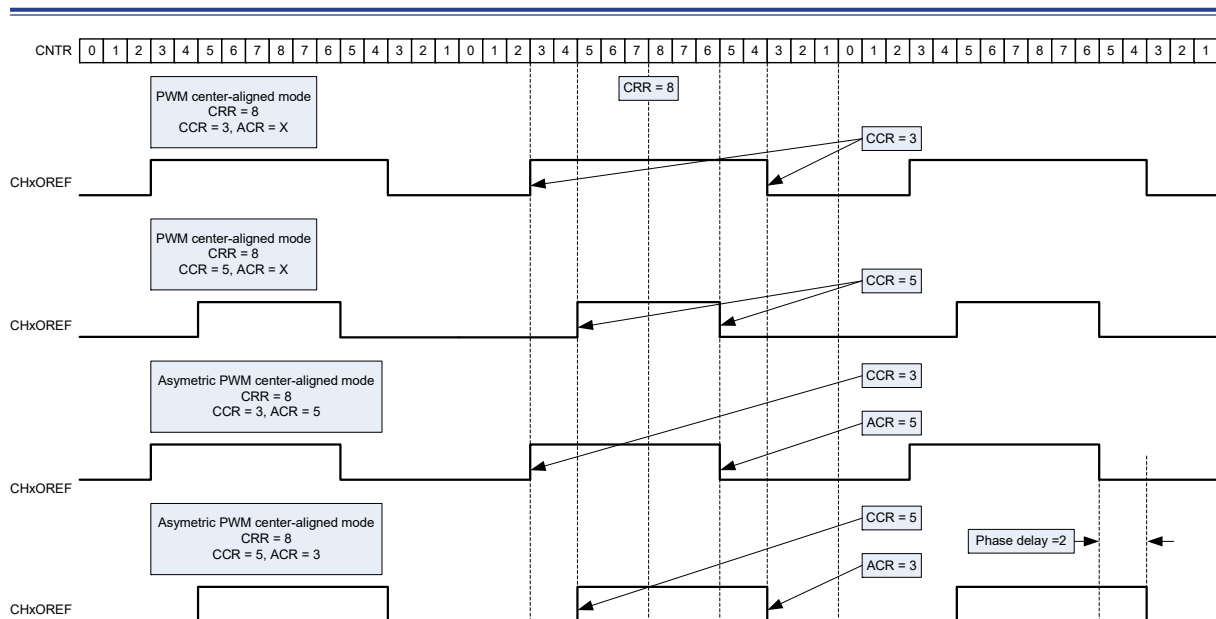 CNTR 0 1 2 3 4 5 6 7 8 7 6 5 4 3 2 1 0 1 2 3 4 5 6 7 8 7 6 5 4 3 2 1 0 1 2 3 4 5 6 7 8 7 6 5 4 3 2 1
PWM center-aligned mode
CRR = 8
CCR = 3, ACR = X
CRR = 8
CCR = 3
CHxOREF
PWM center-aligned mode
CRR = 8
CCR = 5, ACR = X
CCR = 5
CHxOREF
Asymetric PWM center-aligned mode
CRR = 8
CCR = 3, ACR = 5
CCR = 3
ACR = 5
CHxOREF
Asymetric PWM center-aligned mode
CRR = 8
CCR = 5, ACR = 3
CCR = 5
Phase delay =2
ACR = 3
CHxOREF